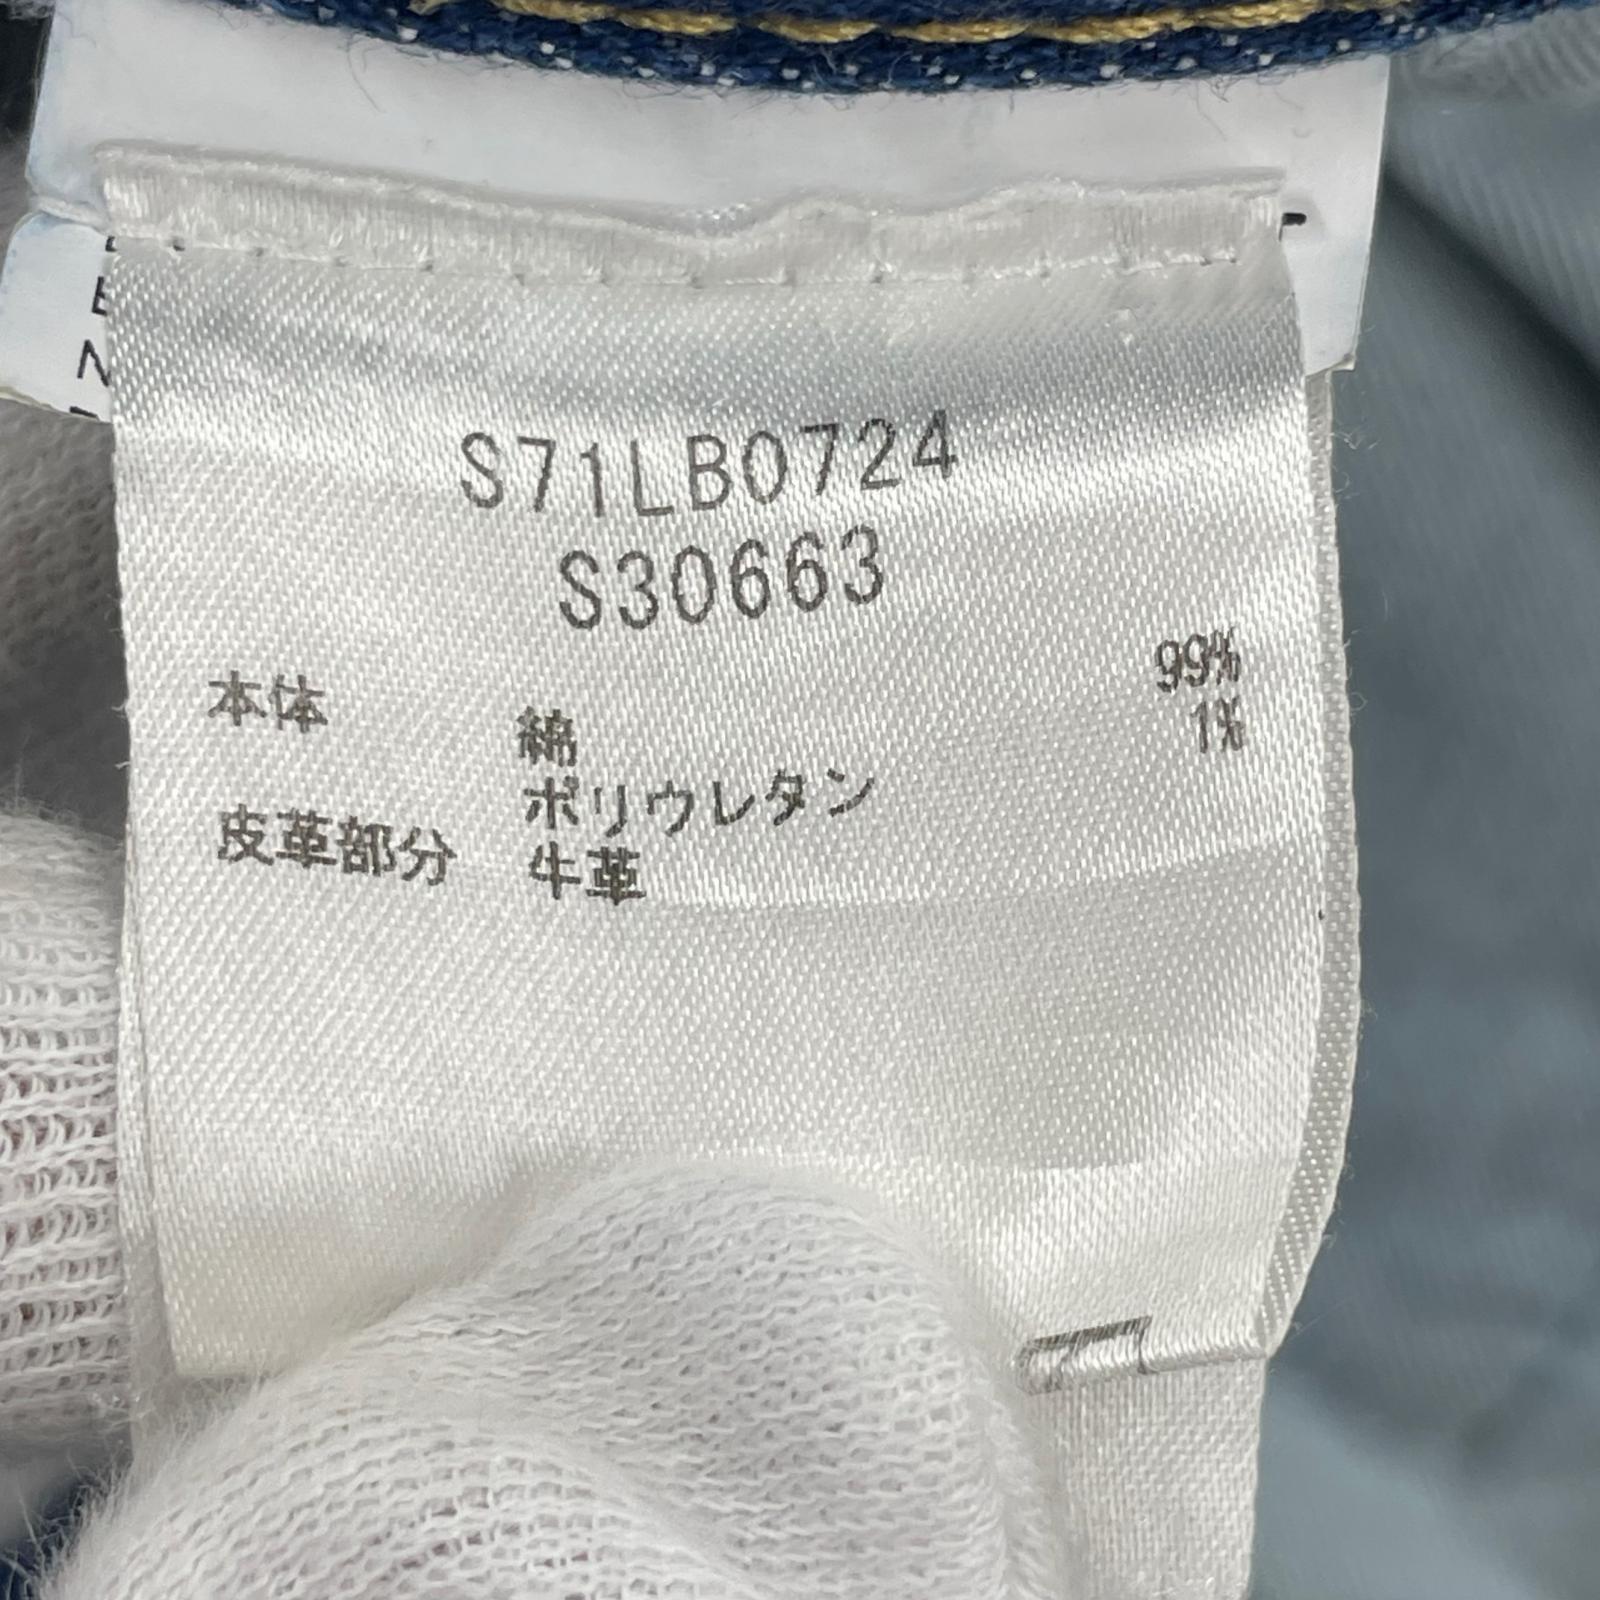 S71LB0724
S30663
本体 綿 99%
ポリウレタン 1%
皮革部分 牛革